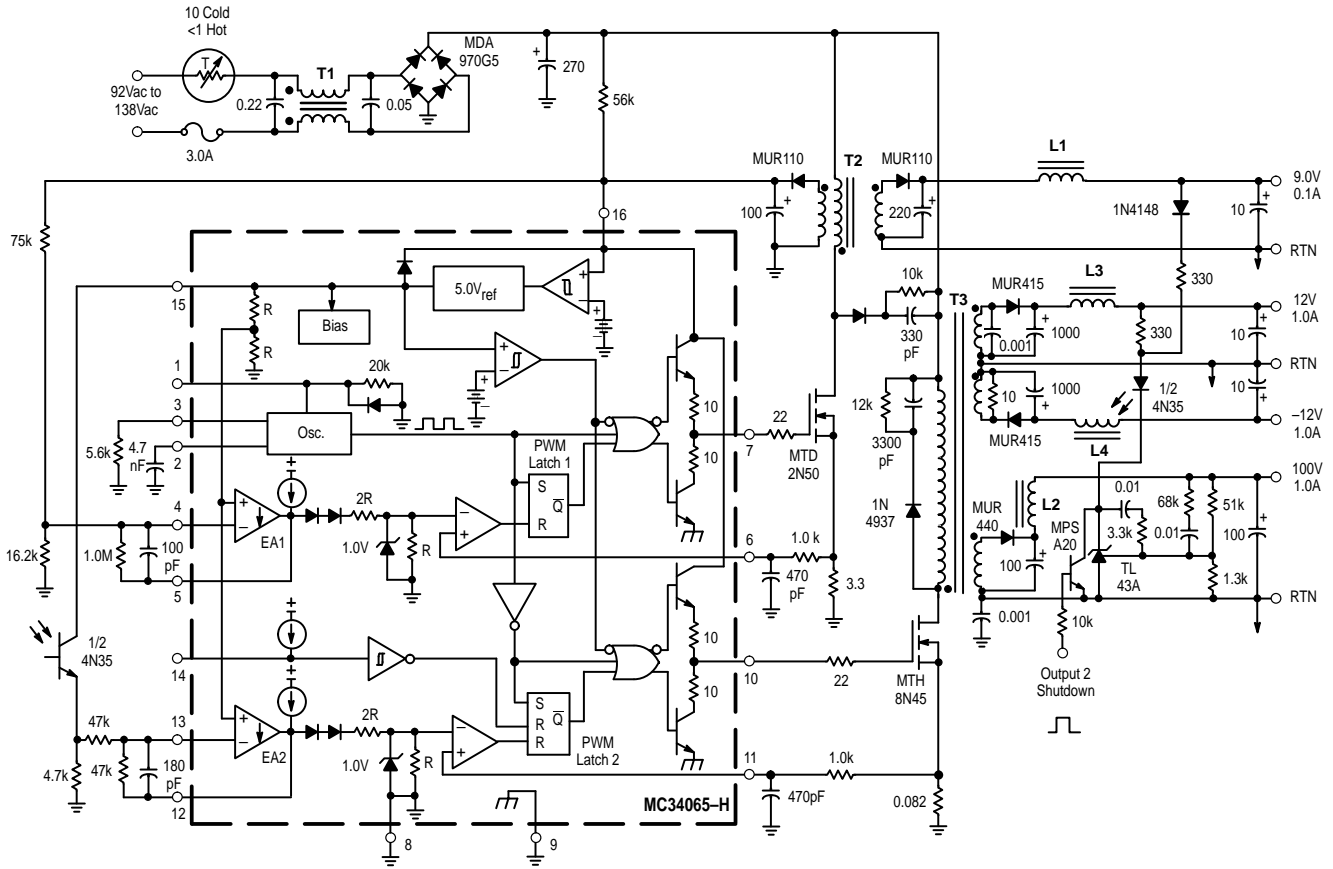 10 Cold
<1 Hot
T
92Vac to
138Vac
3.0A
0.22
T1
0.05
MDA
970G5
+
270
56k
MUR110
T2
MUR110
L1
9.0V
0.1A
100
+
220
+
1N4148
10
+
RTN
75k
16
15
R
R
Bias
5.0Vref
+
–
+
–
10k
330
pF
T3
MUR415
L3
330
12V
1.0A
0.001
+
1000
330
10
+
RTN
10
1000
+
10
+
1/2
4N35
MUR415
L4
–12V
1.0A
1
3
2
20k
5.6k
4.7
nF
Osc.
+
–
+
–
10
10
7
22
MTD
2N50
12k
3300
pF
1N
4937
PWM
Latch 1
S
R
Q
4
16.2k
1.0M
100
pF
5
+
–
+
EA1
2R
1.0V
R
–
+
6
470
pF
1.0 k
3.3
MUR
440
L2
100
+
0.001
MPS
A20
0.01
3.3k
TL
43A
68k
0.01
51k
1.3k
100
+
100V
1.0A
RTN
10k
Output 2
Shutdown
1/2
4N35
14
+
10
10
10
22
MTH
8N45
S
R
R
Q
PWM
Latch 2
47k
47k
4.7k
180
pF
13
12
+
–
+
EA2
2R
1.0V
R
–
+
11
470pF
1.0k
0.082
8
9
MC34065–H